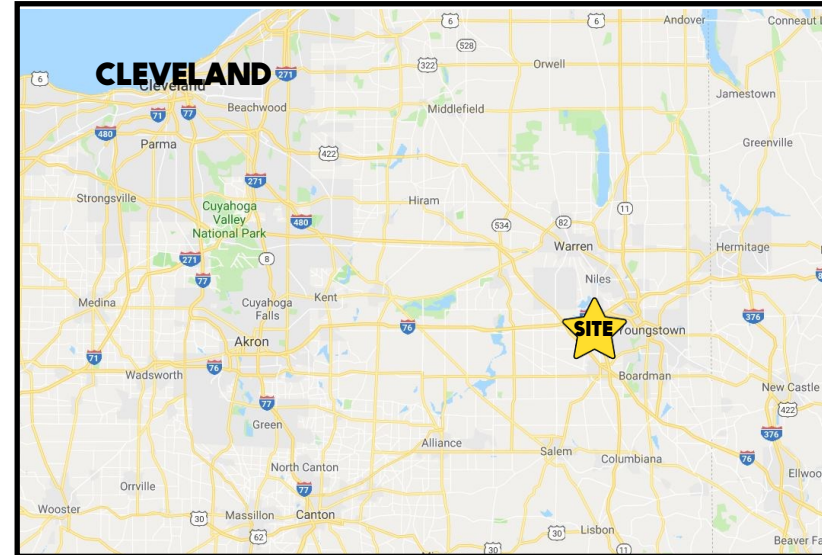 6
6
Andover
Conneaut L
528
CLEVELAND
271
322
Orwell
6
Cleveland
Jamestown
71
77
Beachwood
Middlefield
480
Parma
422
Greenville
271
Strongsville
Cuyahoga
Valley
National Park
Hiram
11
480
534
82
Warren
Hermitage
271
8
77
Niles
8
Medina
Cuyahoga
Falls
Kent
376
76
SITE
Youngstown
Akron
71
76
Wadsworth
Boardman
New Castle
77
422
Green
376
Alliance
Salem
Columbiana
76
North Canton
Ellwoo
77
Orrville
Wooster
30
Massillon
Canton
62
30
Lisbon
Beaver Fa
30
11